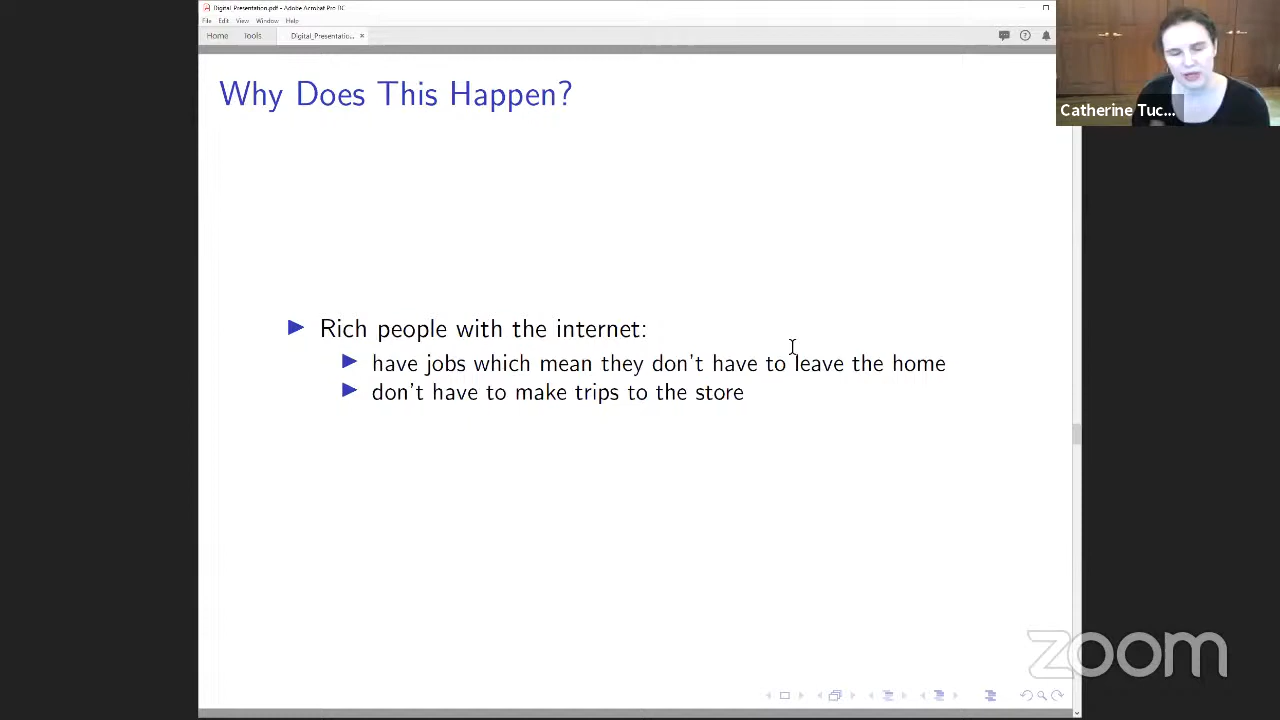 Digital_Presentation.pdf - Adobe Acrobat Pro DC
File Edit View Window Help
Home Tools Digital_Presentatio... ×
Why Does This Happen?
Catherine Tuc...
Rich people with the internet:
have jobs which mean they don't have to leave the home
don't have to make trips to the store
zoom